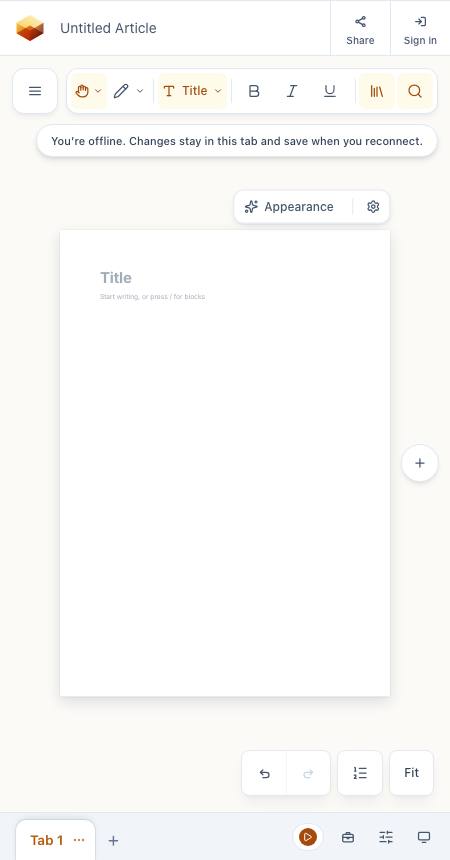 Untitled Article
Share
Sign in
Title
You're offline. Changes stay in this tab and save when you reconnect.
Appearance
Title
Start writing, or press / for blocks
Fit
Tab 1